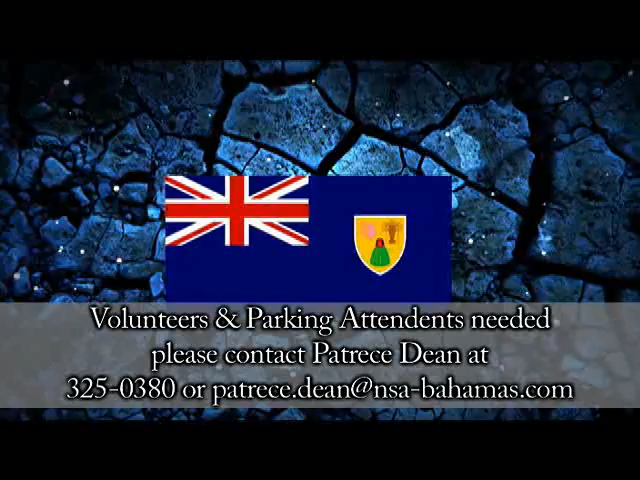 Volunteers & Parking Attendents needed
please contact Patrece Dean at
325-0380 or patrece.dean@nsa-bahamas.com